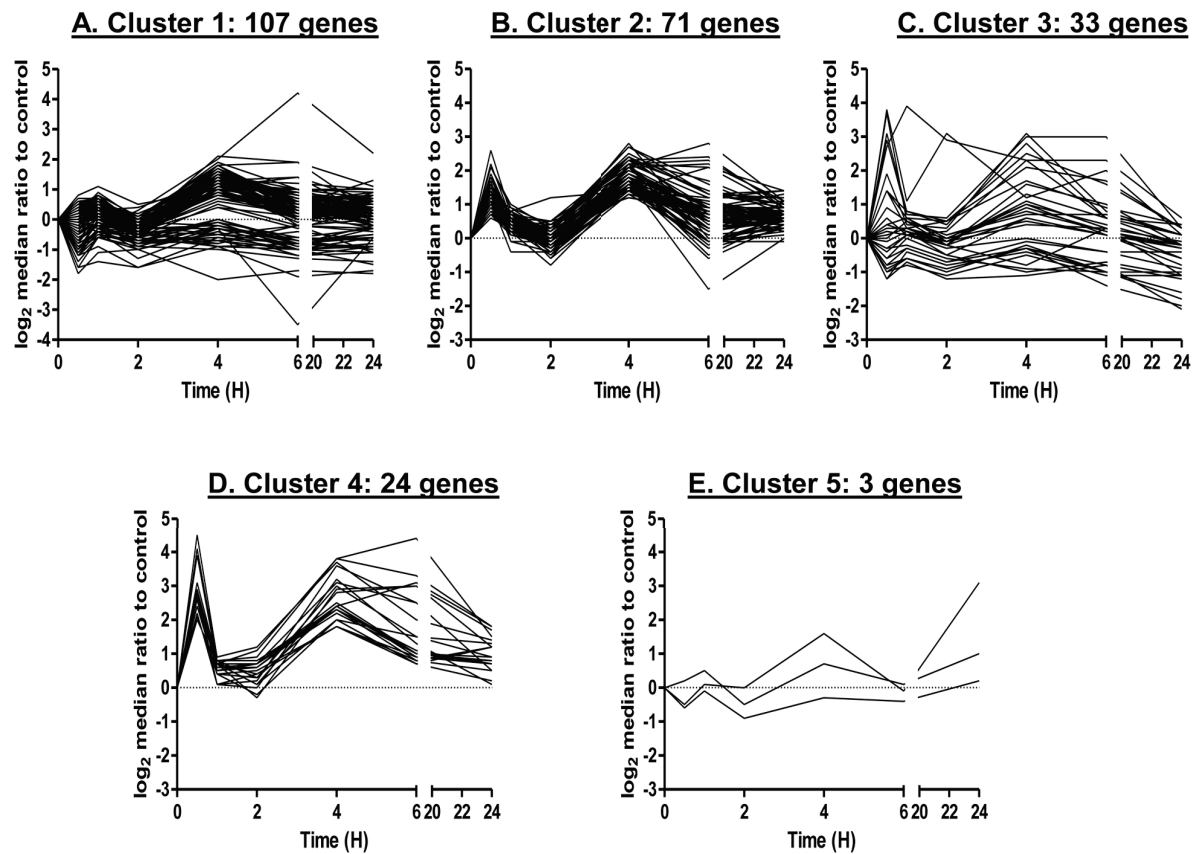 A. Cluster 1: 107 genes
B. Cluster 2: 71 genes
C. Cluster 3: 33 genes
log2 median ratio to control
5
4
3
2
1
0
-1
-2
-3
-4
0 2 4 6 20 22 24
Time (H)
log2 median ratio to control
5
4
3
2
1
0
-1
-2
-3
0 2 4 6 20 22 24
Time (H)
log2 median ratio to control
5
4
3
2
1
0
-1
-2
-3
0 2 4 6 20 22 24
Time (H)
D. Cluster 4: 24 genes
E. Cluster 5: 3 genes
log2 median ratio to control
5
4
3
2
1
0
-1
-2
-3
0 2 4 6 20 22 24
Time (H)
log2 median ratio to control
5
4
3
2
1
0
-1
-2
-3
0 2 4 6 20 22 24
Time (H)